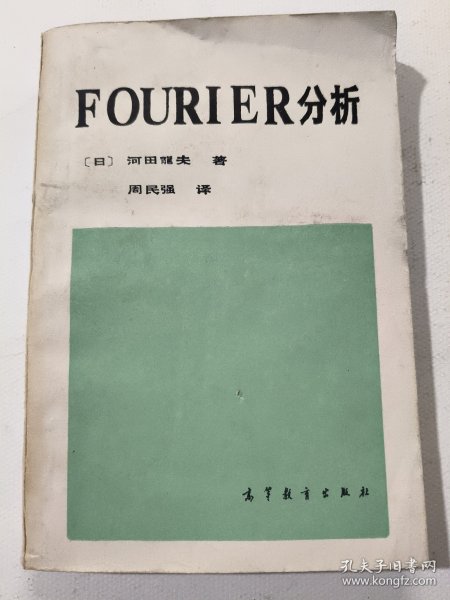 FOURIER分析
〔日〕 河田龍夫 著
周民强 译
高等教育出版社
孔夫子旧书网
www.kongfz.com